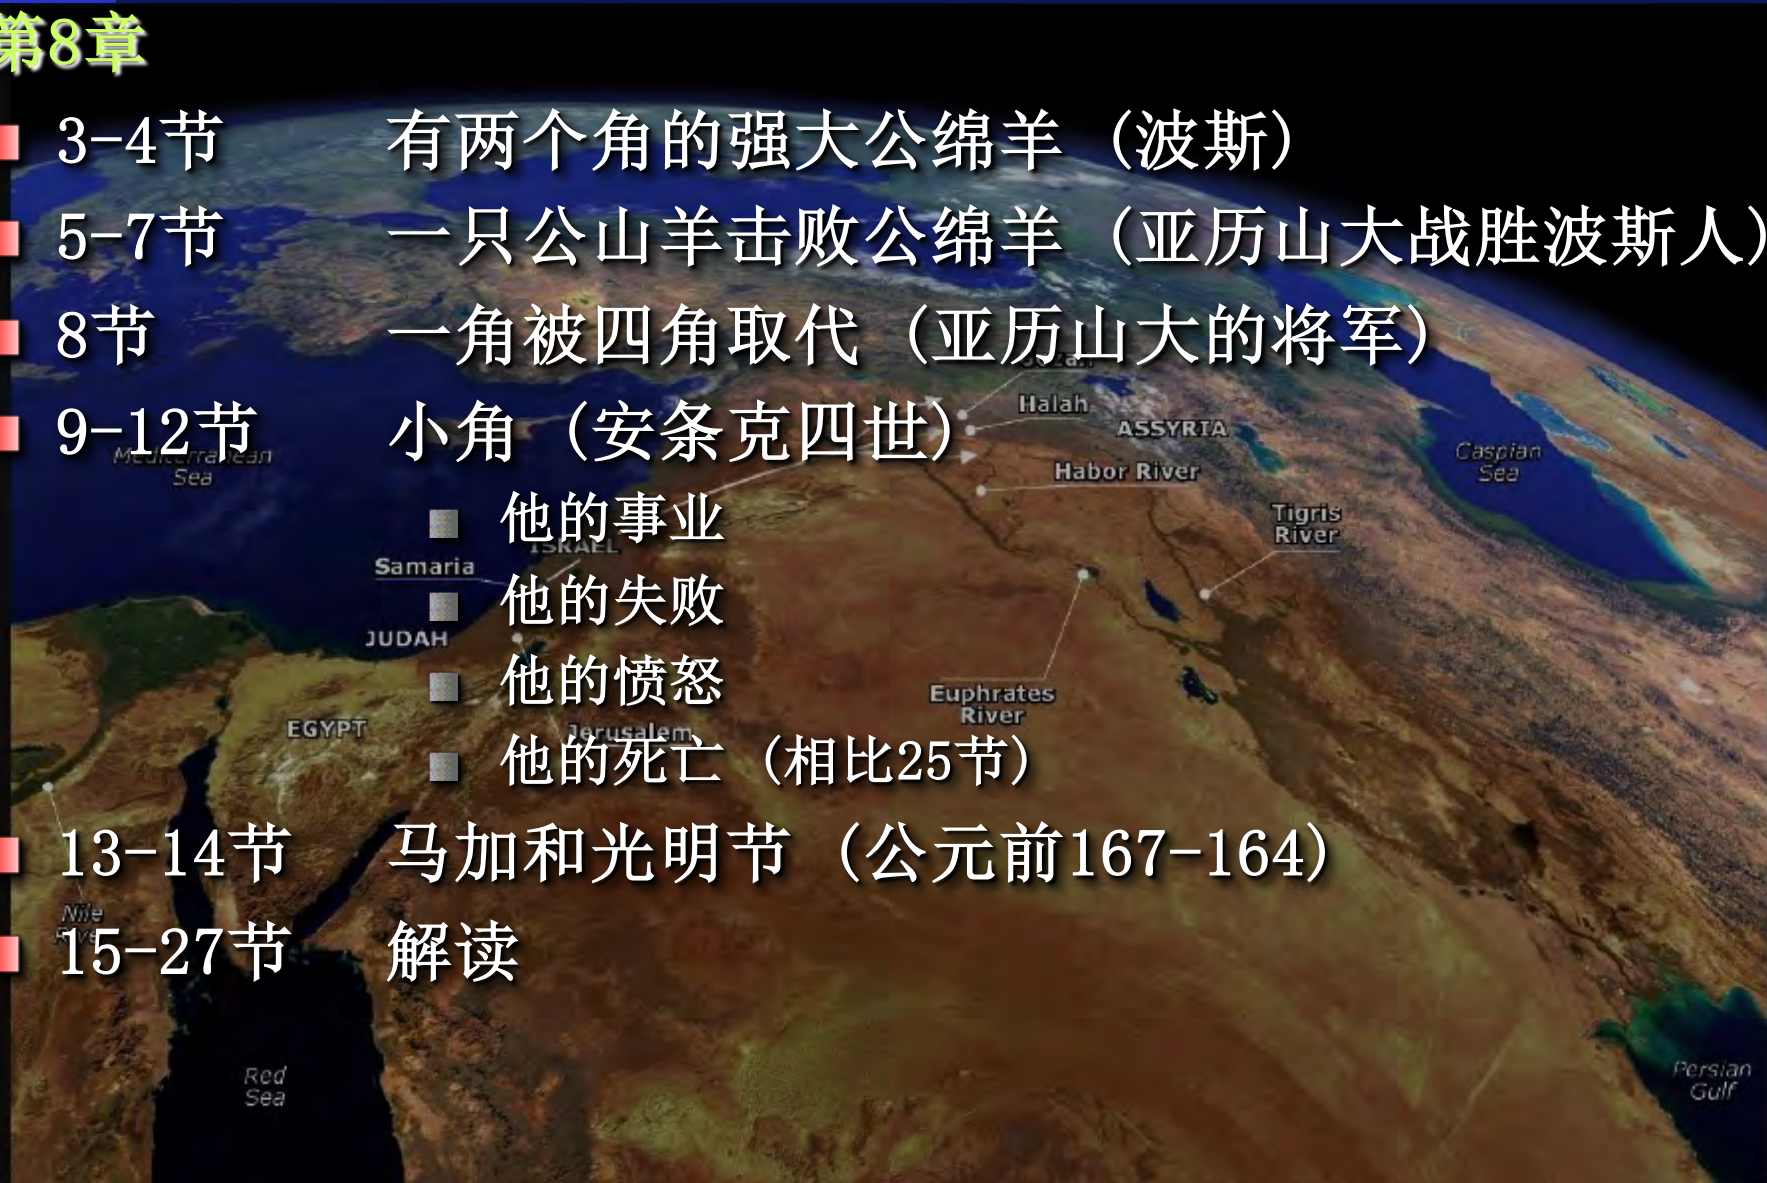 第8章
3-4节 有两个角的强大公绵羊 (波斯)
5-7节 一只公山羊击败公绵羊 (亚历山大战胜波斯人)
8节 一角被四角取代 (亚历山大的将军)
9-12节 小角 (安条克四世)
他的事业
他的失败
他的愤怒
他的死亡 (相比25节)
13-14节 马加和光明节 (公元前167-164)
15-27节 解读
Halah
ASSYRIA
Habor River
Mediterranean
Sea
Caspian
Sea
Tigris
River
ISRAEL
Samaria
JUDAH
Euphrates
River
EGYPT
Jerusalem
Nile
River
Red
Sea
Persian
Gulf